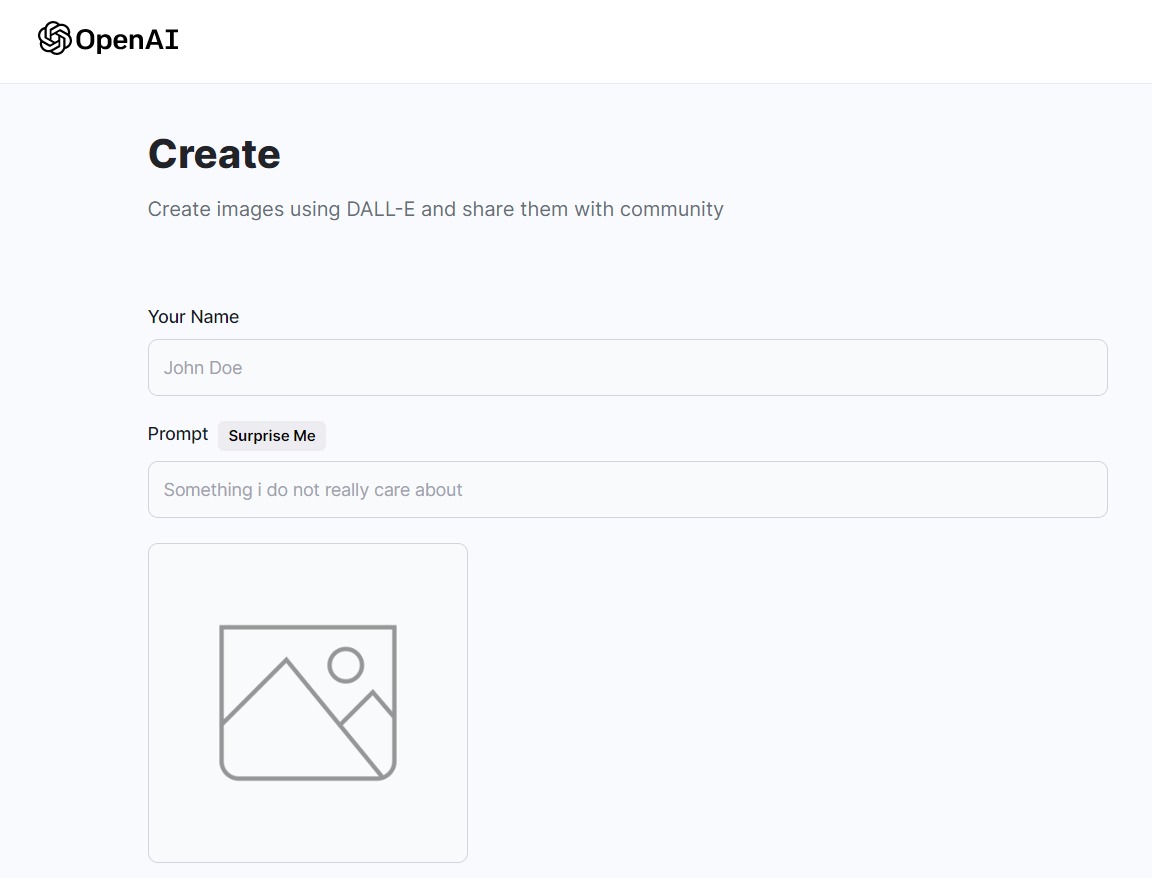 OpenAI
Create
Create images using DALL-E and share them with community
Your Name
John Doe
Prompt Surprise Me
Something i do not really care about